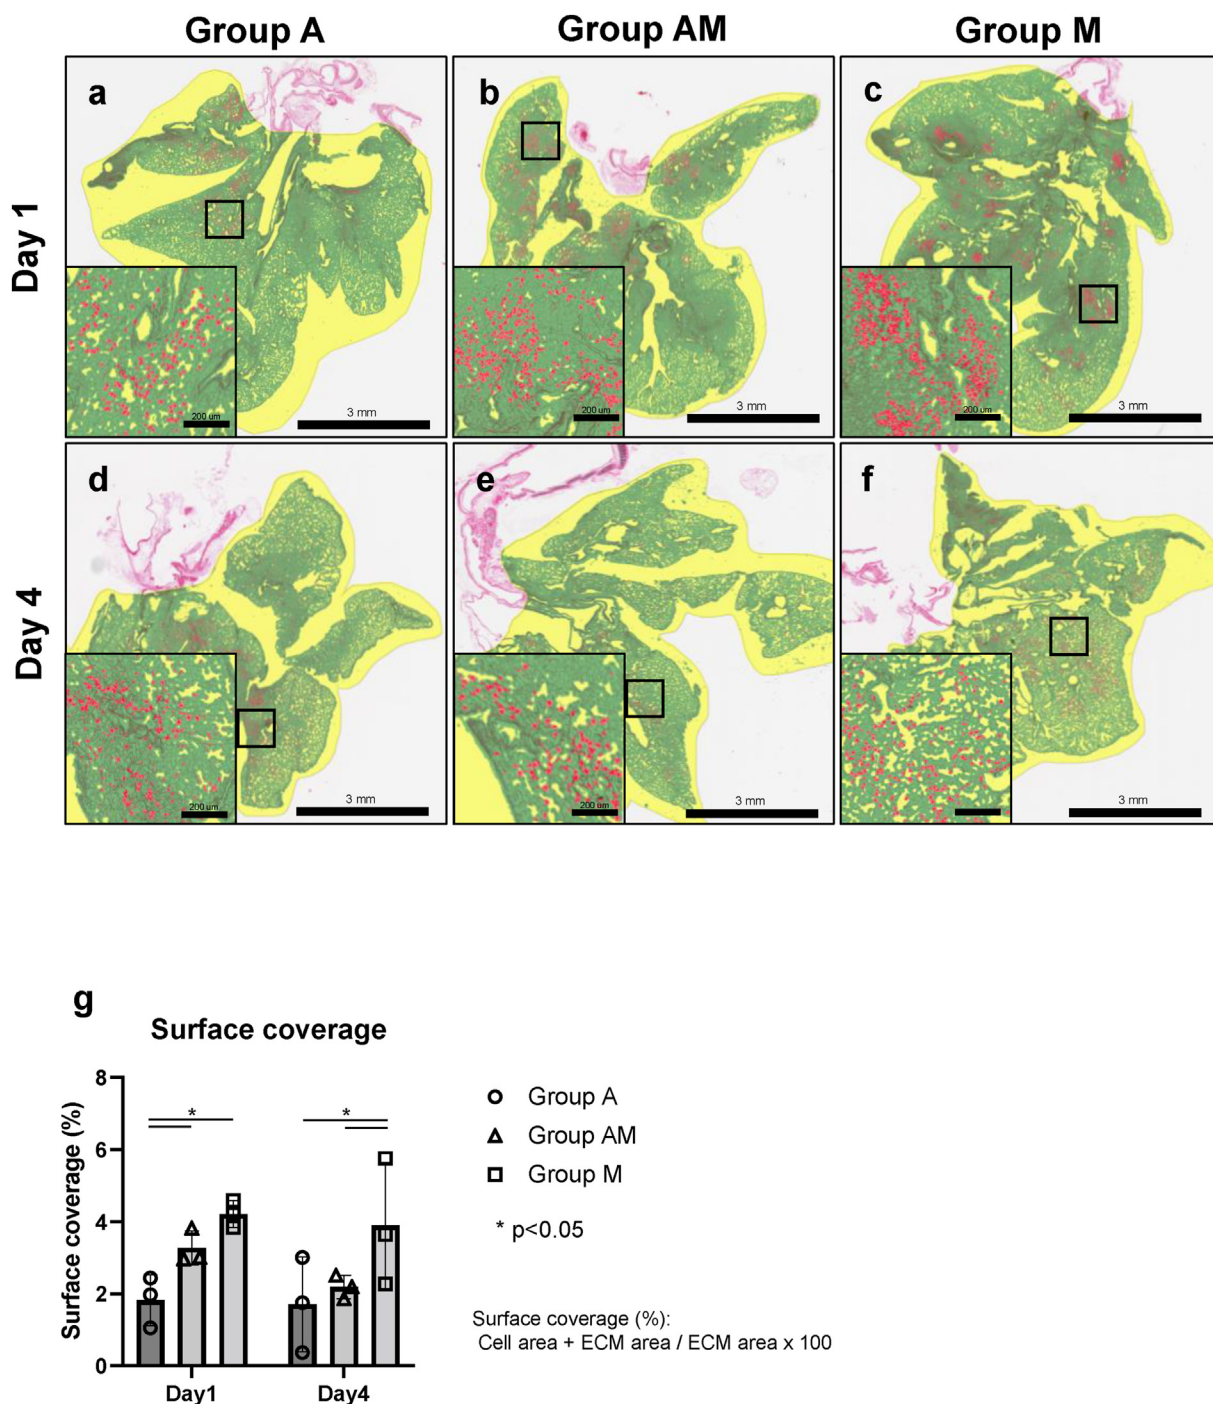 Group A
Group AM
Group M
Day 1
a
200 um
3 mm
b
200 um
3 mm
c
200 um
3 mm
Day 4
d
200 um
3 mm
e
200 um
3 mm
f
3 mm
g
Surface coverage
Surface coverage (%)
8
6
4
2
0
*
*
Day1
Day4
Group A
Group AM
Group M
* p<0.05
Surface coverage (%):
Cell area + ECM area / ECM area x 100